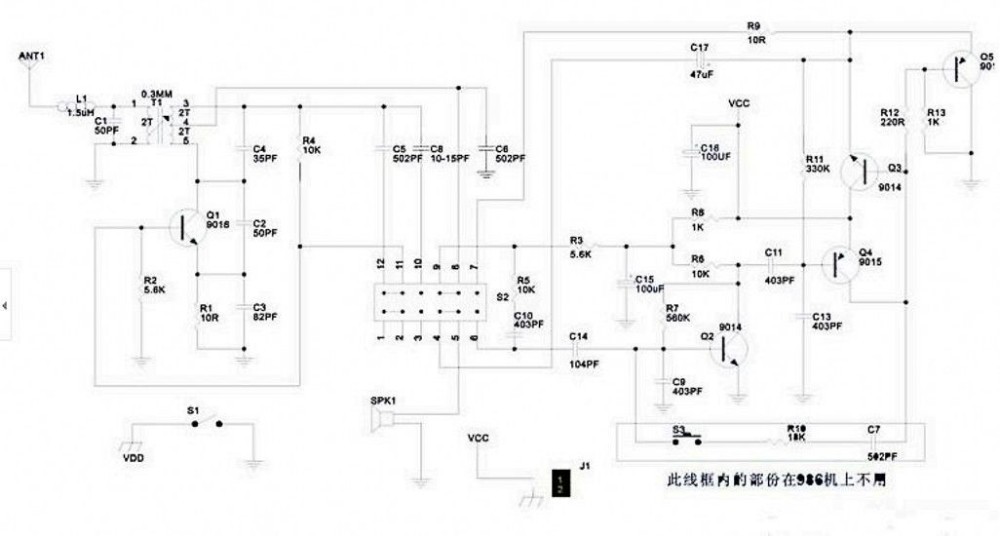 ANT1
L1
1.5uH
C1
50PF
0.3MM
T1
1
2
2T
3
2T
4
2T
5
C4
35PF
R4
10K
C5
502PF
C8
10-15PF
C6
502PF
Q1
9018
C2
50PF
R2
5.6K
R1
10R
C3
82PF
S1
VDD
12
11
10
9
8
7
S2
1
2
3
4
5
6
SPK1
VCC
J1
R5
10K
C10
403PF
C14
104PF
R3
5.6K
C15
100uF
R9
10R
C17
47uF
VCC
C16
100UF
R8
1K
R6
10K
R7
560K
Q2
9014
C9
403PF
C11
403PF
R11
330K
C13
403PF
Q3
9014
Q4
9015
R12
220R
R13
1K
Q5
S3
R10
18K
C7
502PF
此线框内的部份在986机上不用